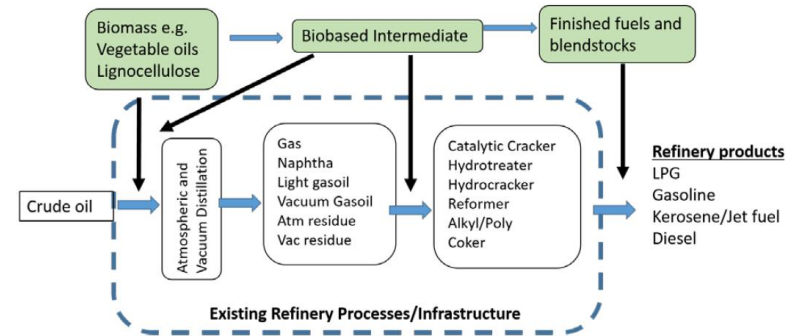 Biomass e.g.
Vegetable oils
Lignocellulose
Biobased Intermediate
Finished fuels and
blendstocks
Crude oil
Atmospheric and
Vacuum Distillation
Gas
Naphtha
Light gasoil
Vacuum Gasoil
Atm residue
Vac residue
Catalytic Cracker
Hydrotreater
Hydrocracker
Reformer
Alkyl/Poly
Coker
Refinery products
LPG
Gasoline
Kerosene/Jet fuel
Diesel
Existing Refinery Processes/Infrastructure